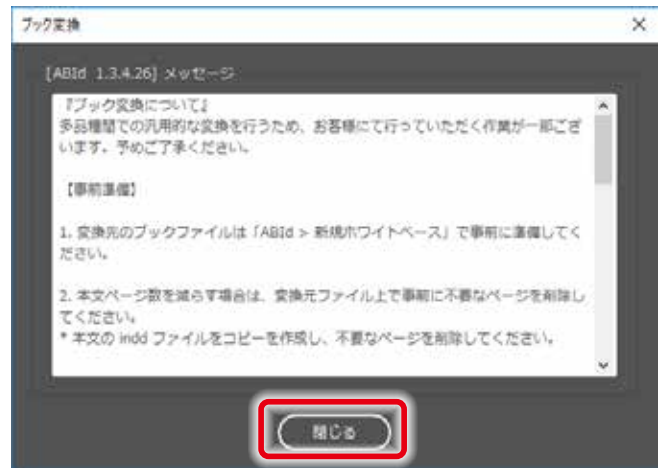 ブック変換
[ABId 1.3.4.26] メッセージ
『ブック変換について』
多品種間での汎用的な変換を行うため、お客様にて行っていただく作業が一部ござ
います。予めご了承ください。
【事前準備】
1. 変換先のブックファイルは「ABId > 新規ホワイトベース」で事前に準備してく
ださい。
2. 本文ページ数を減らす場合は、変換元ファイル上で事前に不要なページを削除し
てください。
* 本文の indd ファイルをコピーを作成し、不要なページを削除してください。
閉じる